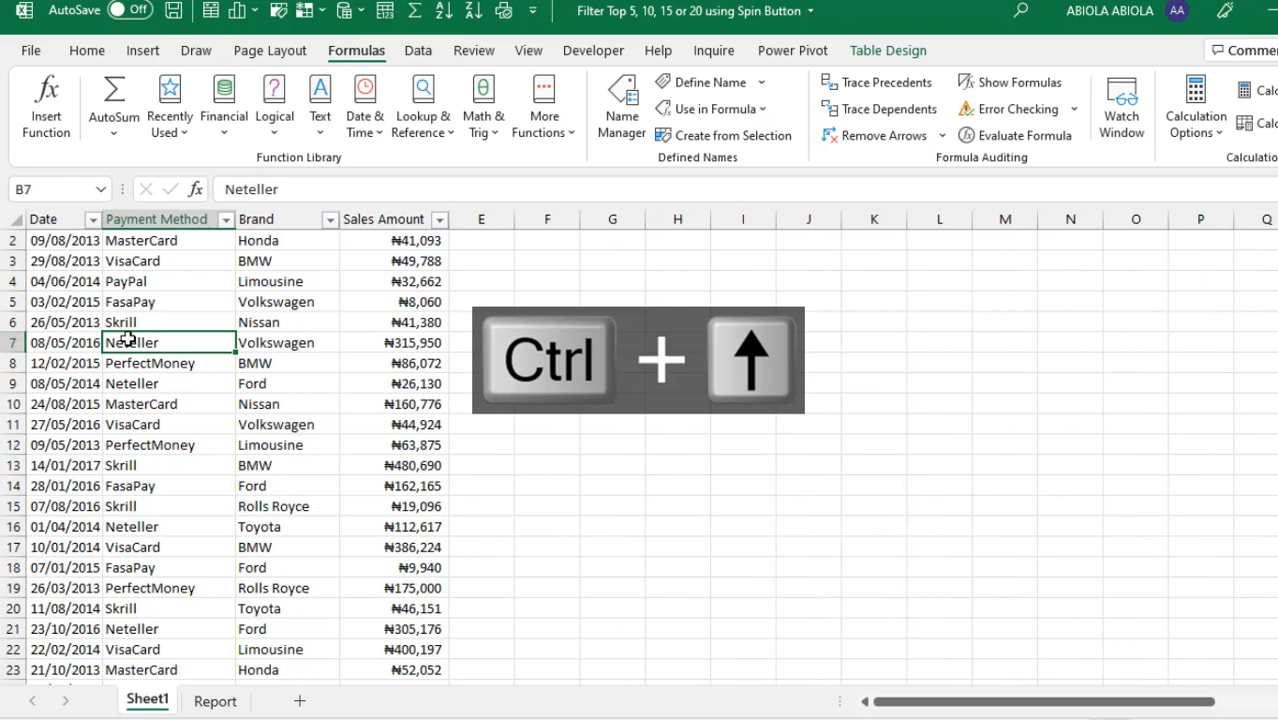 AutoSave Off Filter Top 5, 10, 15 or 20 using Spin Button ABIOLA ABIOLA AA
File Home Insert Draw Page Layout Formulas Data Review View Developer Help Inquire Power Pivot Table Design
Insert Function
AutoSum
Recently Used
Financial
Logical
Text
Date & Time
Lookup & Reference
Math & Trig
More Functions
Function Library
Name Manager
Define Name
Use in Formula
Create from Selection
Defined Names
Trace Precedents
Trace Dependents
Remove Arrows
Show Formulas
Error Checking
Evaluate Formula
Formula Auditing
Watch Window
Calculation Options
B7 fx Neteller
Date Payment Method Brand Sales Amount E F G H I J K L M N O P Q
2 09/08/2013 MasterCard Honda ₦41,093
3 29/08/2013 VisaCard BMW ₦49,788
4 04/06/2014 PayPal Limousine ₦32,662
5 03/02/2015 FasaPay Volkswagen ₦8,060
6 26/05/2013 Skrill Nissan ₦41,380
7 08/05/2016 Neteller Volkswagen ₦315,950
8 12/02/2015 PerfectMoney BMW ₦86,072
9 08/05/2014 Neteller Ford ₦26,130
10 24/08/2015 MasterCard Nissan ₦160,776
11 27/05/2016 VisaCard Volkswagen ₦44,924
12 09/05/2013 PerfectMoney Limousine ₦63,875
13 14/01/2017 Skrill BMW ₦480,690
14 28/01/2016 FasaPay Ford ₦162,165
15 07/08/2016 Skrill Rolls Royce ₦19,096
16 01/04/2014 Neteller Toyota ₦112,617
17 10/01/2014 VisaCard BMW ₦386,224
18 07/01/2015 FasaPay Ford ₦9,940
19 26/03/2013 PerfectMoney Rolls Royce ₦175,000
20 11/08/2014 Skrill Toyota ₦46,151
21 23/10/2016 Neteller Ford ₦305,176
22 22/02/2014 VisaCard Limousine ₦400,197
23 21/10/2013 MasterCard Honda ₦52,052
Ctrl + ↑
Sheet1 Report